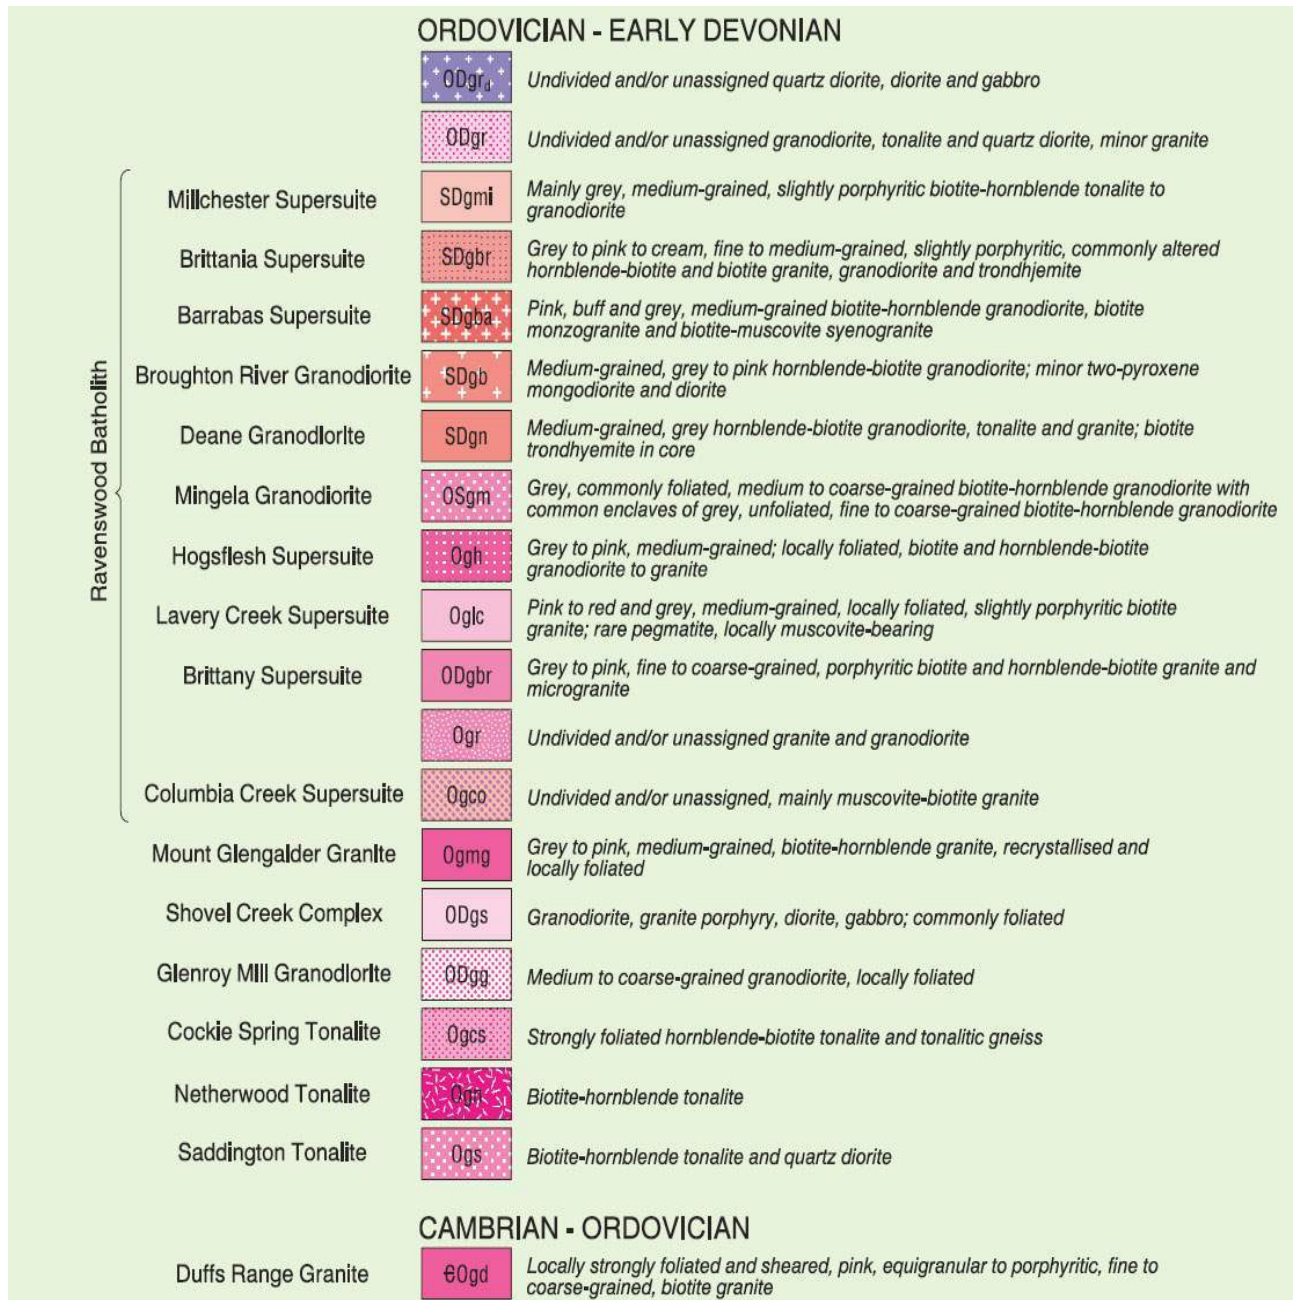 ORDOVICIAN - EARLY DEVONIAN
ODgrd
Undivided and/or unassigned quartz diorite, diorite and gabbro
ODgr
Undivided and/or unassigned granodiorite, tonalite and quartz diorite, minor granite
Ravenswood Batholith
Millchester Supersuite
SDgmi
Mainly grey, medium-grained, slightly porphyritic biotite-hornblende tonalite to
granodiorite
Brittania Supersuite
SDgbr
Grey to pink to cream, fine to medium-grained, slightly porphyritic, commonly altered
hornblende-biotite and biotite granite, granodiorite and trondhjemite
Barrabas Supersuite
SDgba
Pink, buff and grey, medium-grained biotite-hornblende granodiorite, biotite
monzogranite and biotite-muscovite syenogranite
Broughton River Granodiorite
SDgb
Medium-grained, grey to pink hornblende-biotite granodiorite; minor two-pyroxene
mongodiorite and diorite
Deane Granodiorite
SDgn
Medium-grained, grey hornblende-biotite granodiorite, tonalite and granite; biotite
trondhyemite in core
Mingela Granodiorite
OSgm
Grey, commonly foliated, medium to coarse-grained biotite-hornblende granodiorite with
common enclaves of grey, unfoliated, fine to coarse-grained biotite-hornblende granodiorite
Hogsflesh Supersuite
Ogh
Grey to pink, medium-grained; locally foliated, biotite and hornblende-biotite
granodiorite to granite
Lavery Creek Supersuite
Oglc
Pink to red and grey, medium-grained, locally foliated, slightly porphyritic biotite
granite; rare pegmatite, locally muscovite-bearing
Brittany Supersuite
ODgbr
Grey to pink, fine to coarse-grained, porphyritic biotite and hornblende-biotite granite and
microgranite
Ogr
Undivided and/or unassigned granite and granodiorite
Columbia Creek Supersuite
Ogco
Undivided and/or unassigned, mainly muscovite-biotite granite
Mount Glengalder Granite
Ogmg
Grey to pink, medium-grained, biotite-hornblende granite, recrystallised and
locally foliated
Shovel Creek Complex
ODgs
Granodiorite, granite porphyry, diorite, gabbro; commonly foliated
Glenroy Mill Granodiorite
ODgg
Medium to coarse-grained granodiorite, locally foliated
Cockie Spring Tonalite
Ogcs
Strongly foliated hornblende-biotite tonalite and tonalitic gneiss
Netherwood Tonalite
Ogn
Biotite-hornblende tonalite
Saddington Tonalite
Ogs
Biotite-hornblende tonalite and quartz diorite
CAMBRIAN - ORDOVICIAN
Duffs Range Granite
ЄOgd
Locally strongly foliated and sheared, pink, equigranular to porphyritic, fine to
coarse-grained, biotite granite